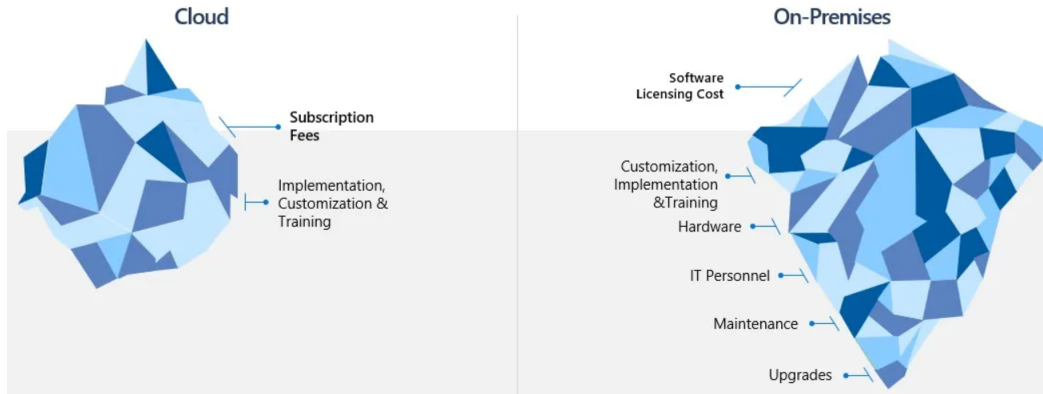 Cloud
Subscription
Fees
Implementation,
Customization &
Training
On-Premises
Software
Licensing Cost
Customization,
Implementation
&Training
Hardware
IT Personnel
Maintenance
Upgrades